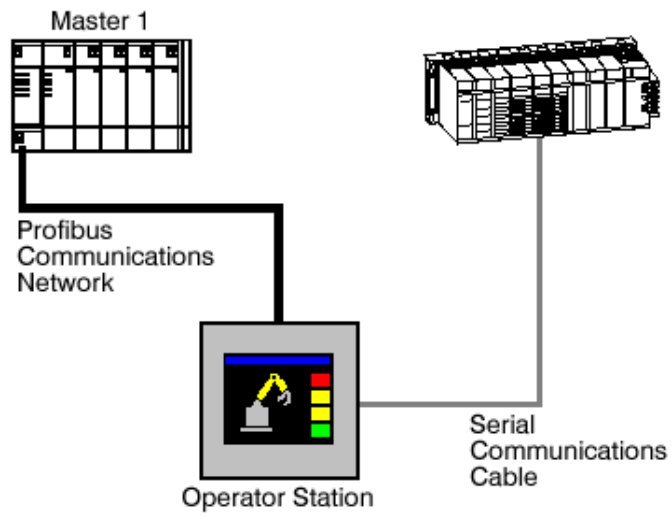 Master 1
Profibus
Communications
Network
Serial
Communications
Cable
Operator Station